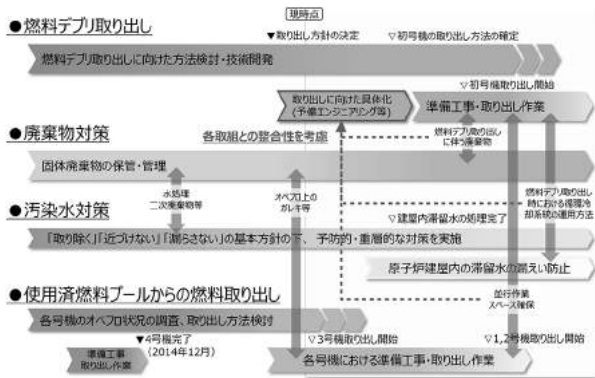 現時点
●燃料デブリ取り出し
▼取り出し方針の決定
▽初号機の取り出し方法の確定
燃料デブリ取り出しに向けた方法検討・技術開発
▽初号機取り出し開始
取り出しに向けた具体化
(予備エンジニアリング等)
準備工事・取り出し作業
●廃棄物対策
各取組との整合性を考慮
燃料デブリ取り出し
に伴う廃棄物
固体廃棄物の保管・管理
水処理
二次廃棄物等
オペフロ上の
ガレキ等
燃料デブリ取り出し
時における循環冷
却系統の運用方法
●汚染水対策
▽建屋内滞留水の処理完了
「取り除く」「近づけない」「漏らさない」の基本方針の下、予防的・重層的な対策を実施
原子炉建屋内の滞留水の漏えい防止
●使用済燃料プールからの燃料取り出し
並行作業
スペース確保
各号機のオペフロ状況の調査、取り出し方法検討
▼4号機完了
(2014年12月)
▽3号機取り出し開始
▽1,2号機取り出し開始
準備工事
取り出し作業
各号機における準備工事・取り出し作業